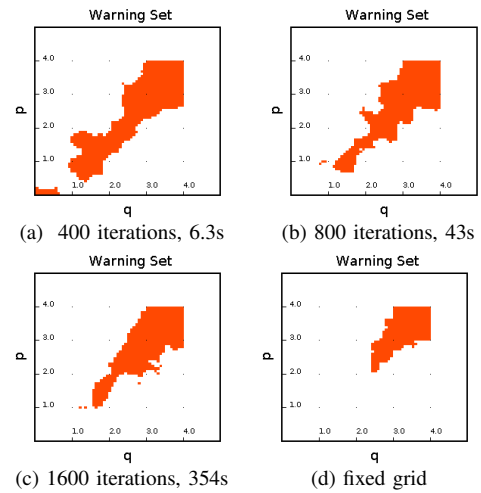 Warning Set Warning Set
4.0 4.0
3.0 3.0
p p
2.0 2.0
1.0 1.0
1.0 2.0 3.0 4.0 1.0 2.0 3.0 4.0
q q
(a) 400 iterations, 6.3s (b) 800 iterations, 43s
Warning Set Warning Set
4.0 4.0
3.0 3.0
p p
2.0 2.0
1.0 1.0
1.0 2.0 3.0 4.0 1.0 2.0 3.0 4.0
q q
(c) 1600 iterations, 354s (d) fixed grid